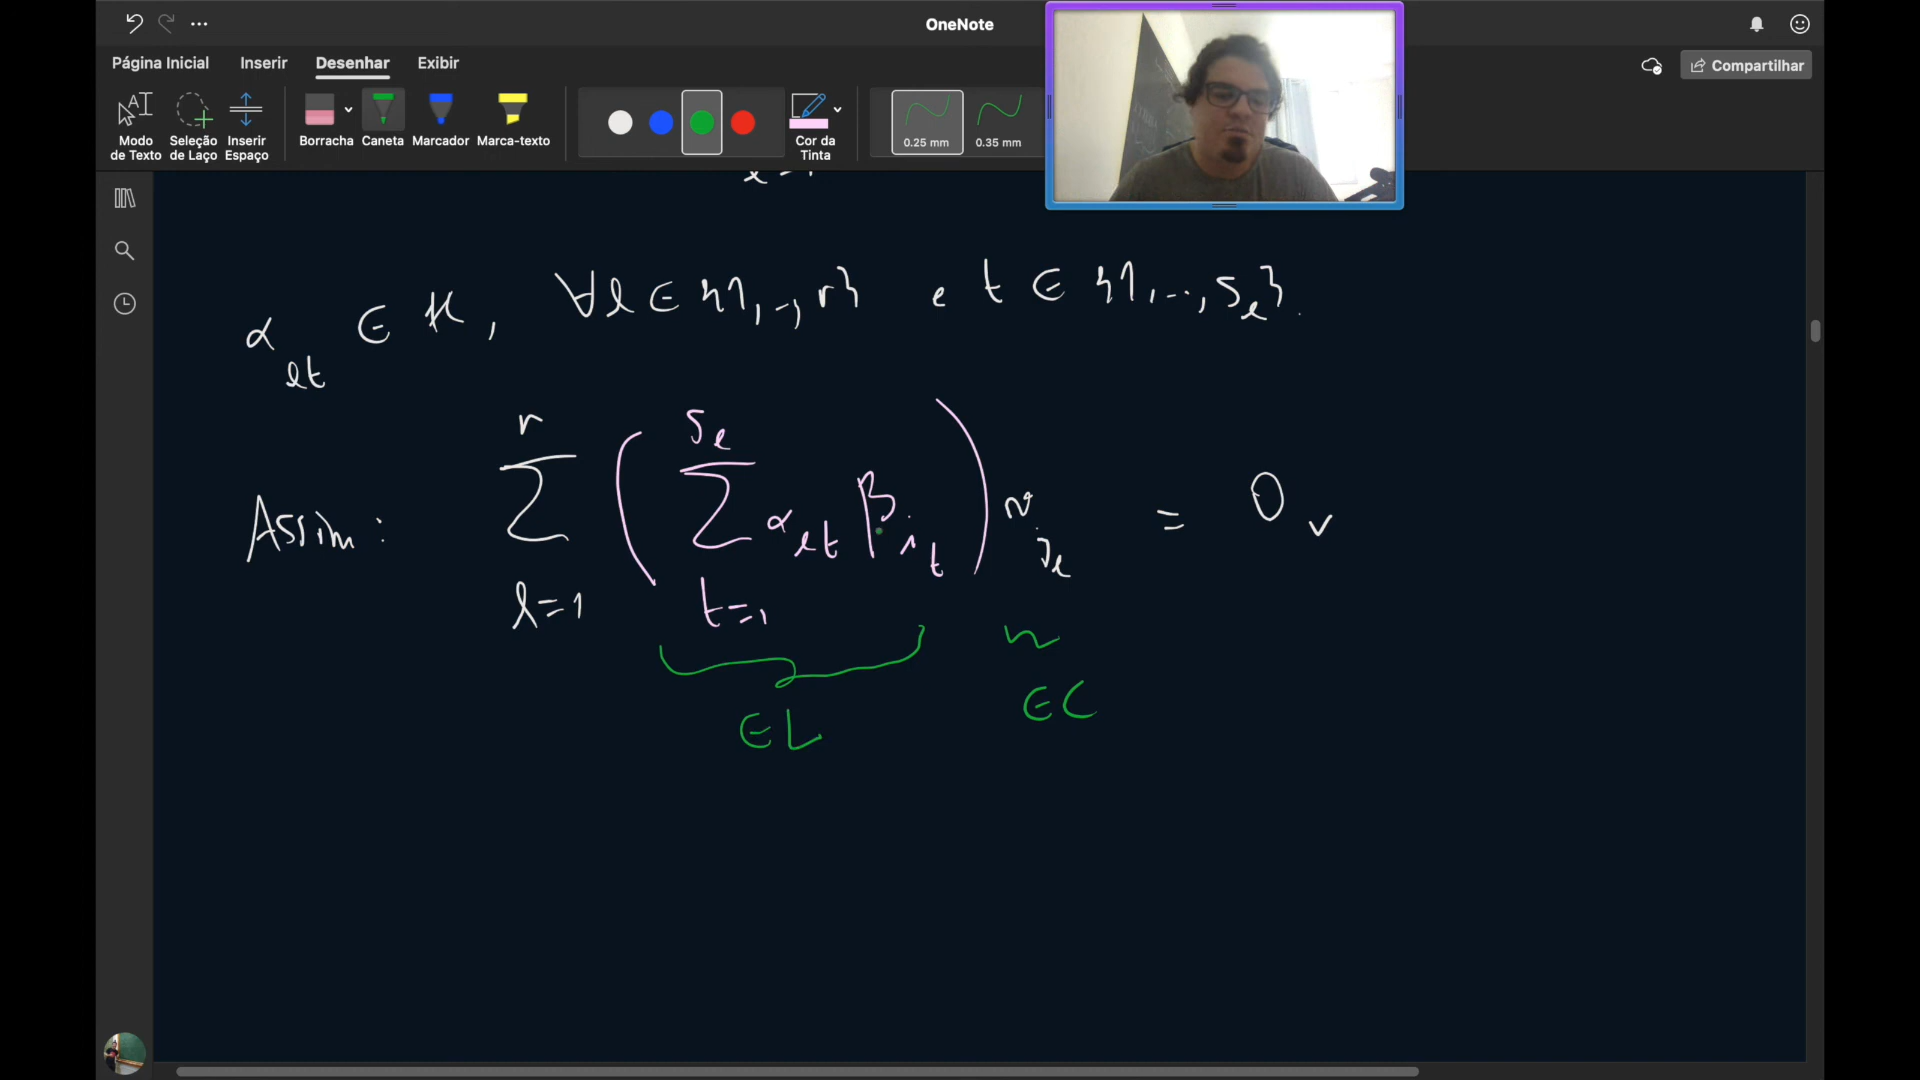 OneNote
Página Inicial Inserir Desenhar Exibir Compartilhar
Modo de Texto Seleção de Laço Inserir Espaço Borracha Caneta Marcador Marca-texto Cor da Tinta 0.25 mm 0.35 mm
ℓ=1
α_{ℓt} ∈ K, ∀ℓ ∈ {1,..,r} e t ∈ {1,...,s_ℓ}.
Assim: ∑_{ℓ=1}^{r} ( ∑_{t=1}^{s_ℓ} α_{ℓt} β_{i_t} ) v_{j_ℓ} = 0_V
∈ L ∈ C